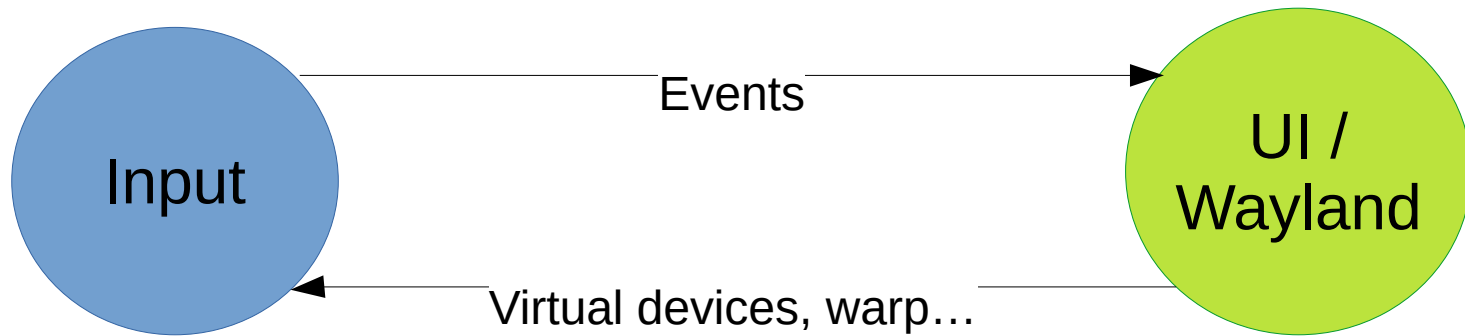 Events
Input
UI /
Wayland
Virtual devices, warp…